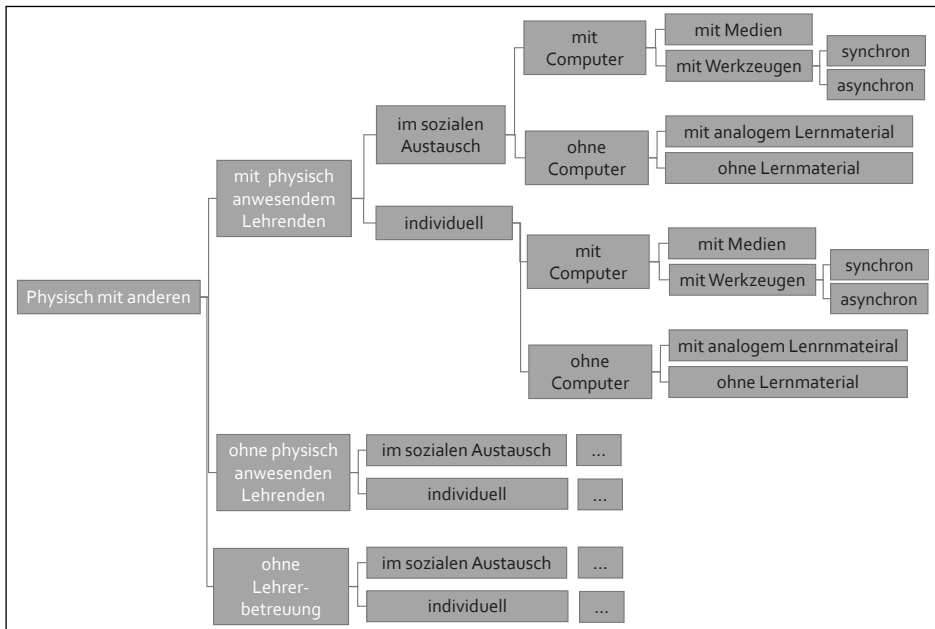 mit
Computer
mit Medien
mit Werkzeugen
synchron
asynchron
im sozialen
Austausch
ohne
Computer
mit analogem Lernmaterial
ohne Lernmaterial
mit physisch
anwesendem
Lehrenden
individuell
mit
Computer
mit Medien
mit Werkzeugen
synchron
asynchron
Physisch mit anderen
ohne
Computer
mit analogem Lenrnmateiral
ohne Lernmaterial
ohne physisch
anwesenden
Lehrenden
im sozialen Austausch
...
individuell
...
ohne
Lehrer-
betreuung
im sozialen Austausch
...
individuell
...